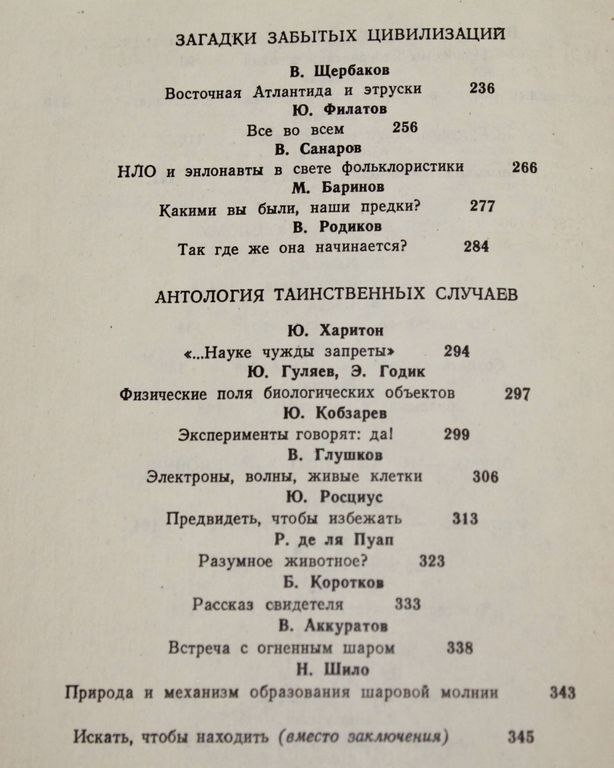 ЗАГАДКИ ЗАБЫТЫХ ЦИВИЛИЗАЦИЙ
В. Щербаков
Восточная Атлантида и этруски 236
Ю. Филатов
Все во всем 256
В. Санаров
НЛО и энлонавты в свете фольклористики 266
М. Баринов
Какими вы были, наши предки? 277
В. Родиков
Так где же она начинается? 284
АНТОЛОГИЯ ТАИНСТВЕННЫХ СЛУЧАЕВ
Ю. Харитон
«...Науке чужды запреты» 294
Ю. Гуляев, Э. Годик
Физические поля биологических объектов 297
Ю. Кобзарев
Эксперименты говорят: да! 299
В. Глушков
Электроны, волны, живые клетки 306
Ю. Росциус
Предвидеть, чтобы избежать 313
Р. де ля Пуап
Разумное животное? 323
Б. Коротков
Рассказ свидетеля 333
В. Аккуратов
Встреча с огненным шаром 338
Н. Шило
Природа и механизм образования шаровой молнии 343
Искать, чтобы находить (вместо заключения) 345